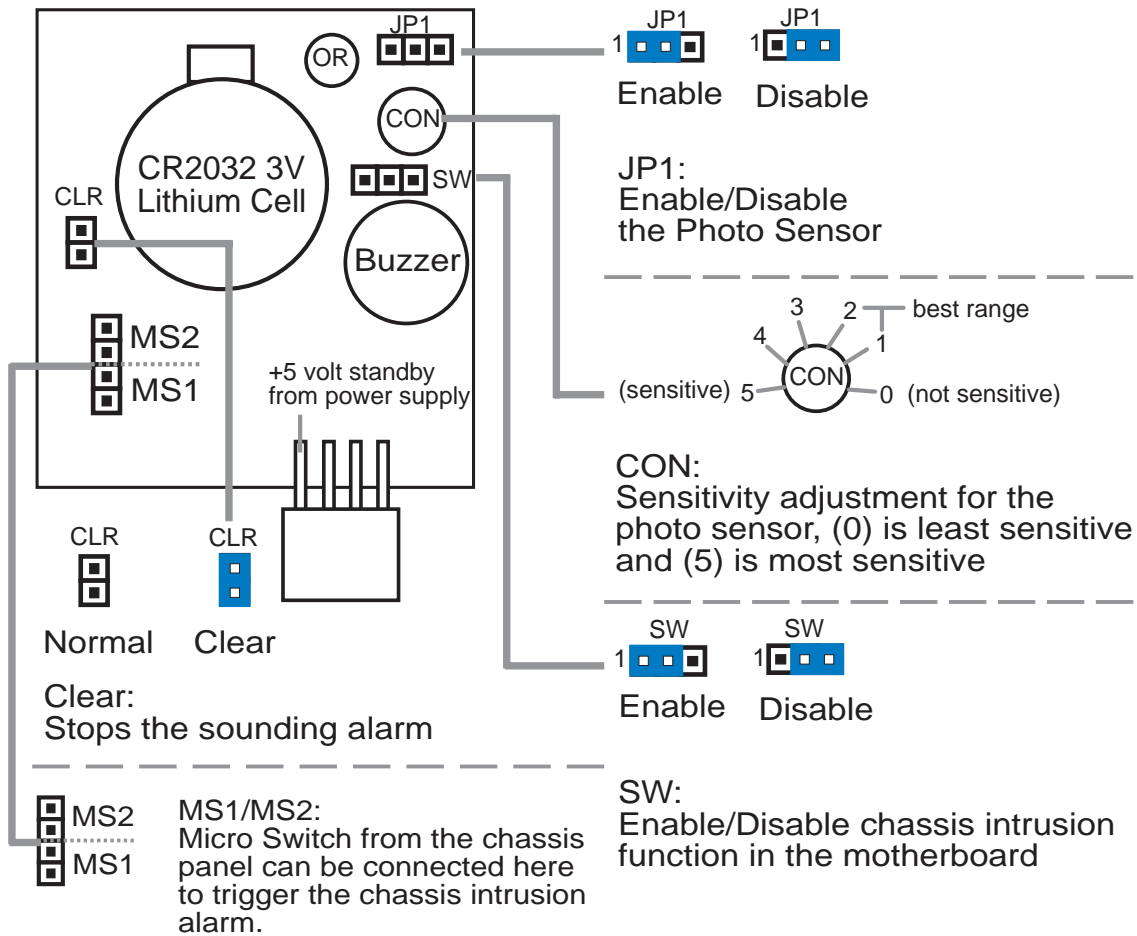 JP1
OR
CON
CR2032 3V
Lithium Cell
SW
CLR
Buzzer
MS2
MS1
+5 volt standby
from power supply
CLR
Normal
CLR
Clear
Clear:
Stops the sounding alarm
MS2
MS1
MS1/MS2:
Micro Switch from the chassis
panel can be connected here
to trigger the chassis intrusion
alarm.
JP1
1
Enable
JP1
1
Disable
JP1:
Enable/Disable
the Photo Sensor
3
2
best range
4
1
CON
(sensitive) 5
0 (not sensitive)
CON:
Sensitivity adjustment for the
photo sensor, (0) is least sensitive
and (5) is most sensitive
SW
1
Enable
SW
1
Disable
SW:
Enable/Disable chassis intrusion
function in the motherboard